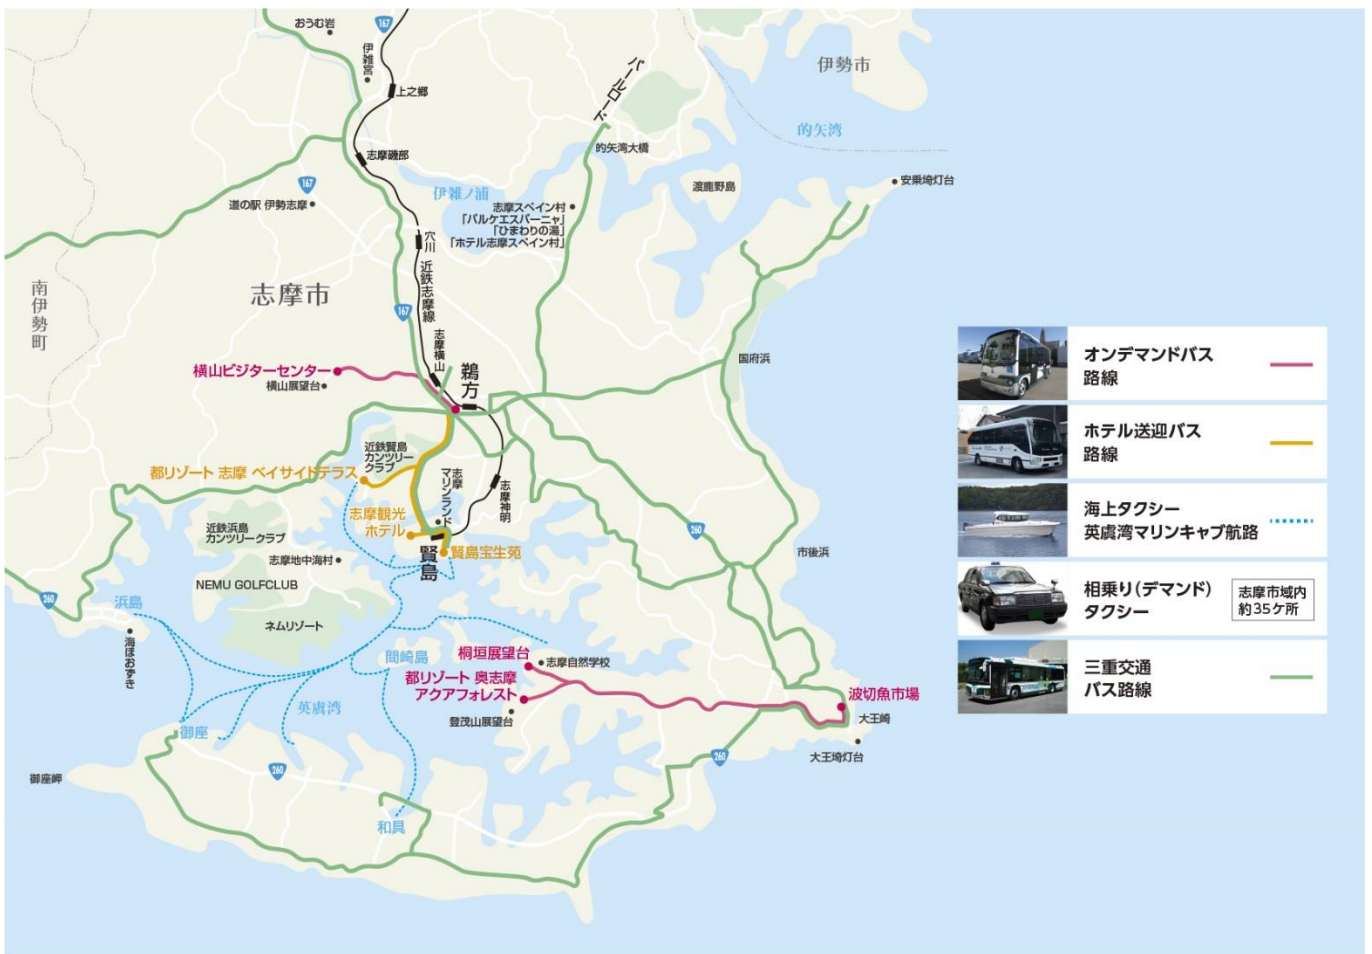 おうむ岩
167
伊雑宮
上之郷
パールロード
伊勢市
的矢湾
志摩磯部
的矢湾大橋
167
伊雑ノ浦
渡鹿野島
安乗埼灯台
道の駅 伊勢志摩
志摩スペイン村
「パルケエスパーニャ」
「ひまわりの湯」
「ホテル志摩スペイン村」
穴川
近鉄志摩線
南伊勢町
志摩市
167
志摩横山
鵜方
国府浜
横山ビジターセンター
横山展望台
近鉄賢島
カンツリー
クラブ
都リゾート 志摩 ベイサイドテラス
志摩
マリンランド
志摩神明
志摩観光
ホテル
近鉄浜島
カンツリークラブ
賢島
賢島宝生苑
260
市後浜
志摩地中海村
NEMU GOLFCLUB
260
浜島
ネムリゾート
海ほおずき
間崎島
桐垣展望台
志摩自然学校
都リゾート 奥志摩
アクアフォレスト
登茂山展望台
波切魚市場
大王崎
大王埼灯台
英虞湾
御座
260
260
御座岬
和具
オンデマンドバス
路線
ホテル送迎バス
路線
海上タクシー
英虞湾マリンキャブ航路
相乗り(デマンド)
タクシー
志摩市域内
約35ケ所
三重交通
バス路線